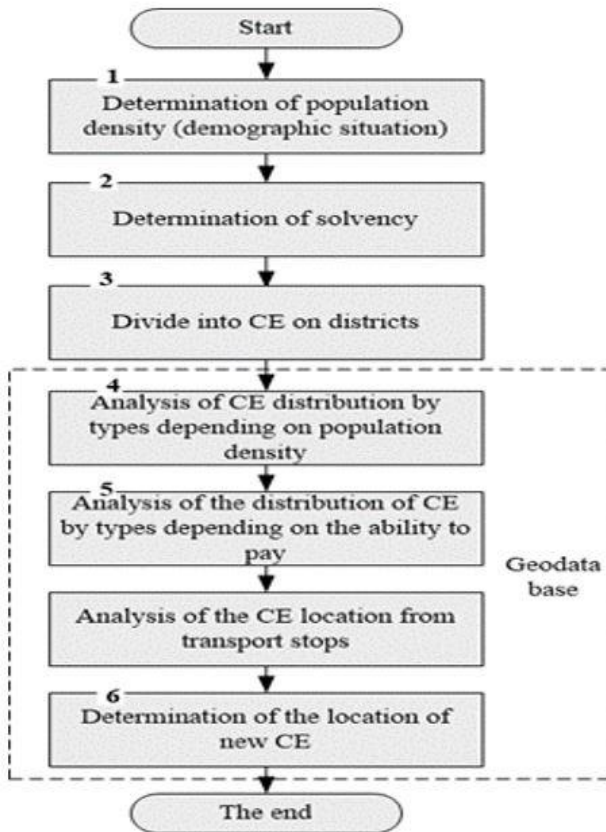 Start
1
Determination of population
density (demographic situation)
2
Determination of solvency
3
Divide into CE on districts
4
Analysis of CE distribution by
types depending on population
density
5
Analysis of the distribution of CE
by types depending on the ability to
pay
Geodata
base
Analysis of the CE location from
transport stops
6
Determination of the location of
new CE
The end